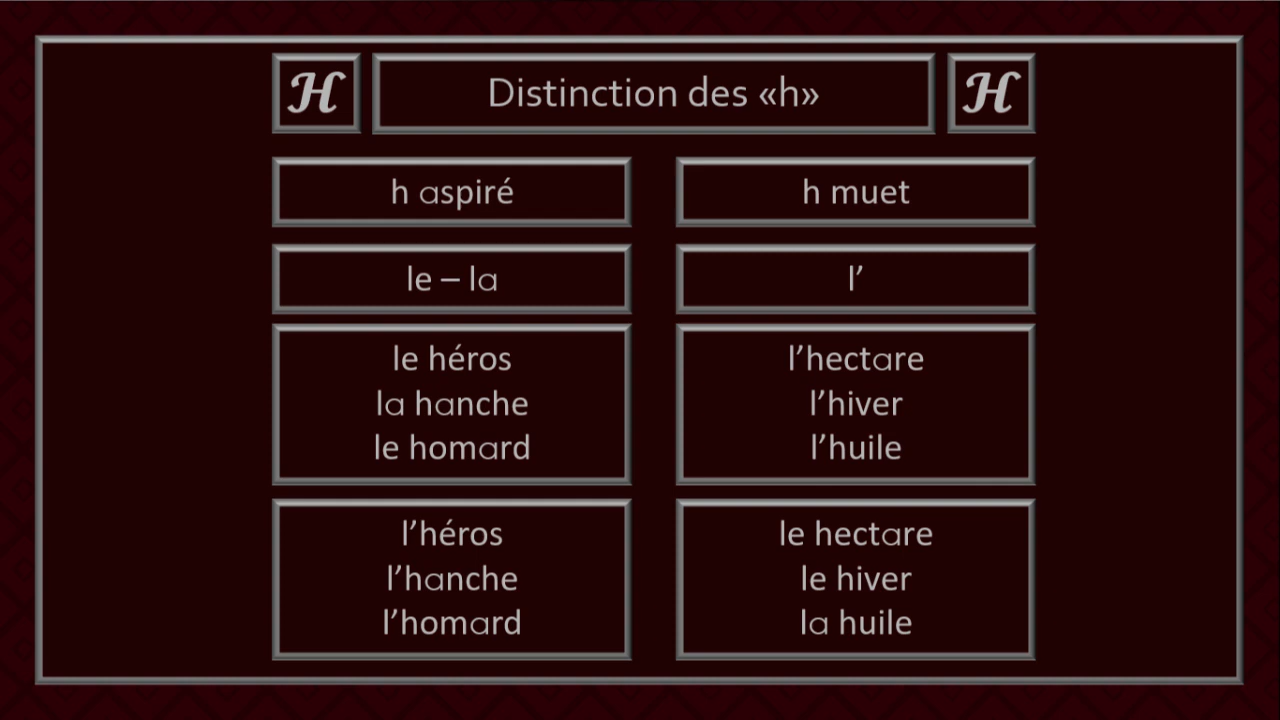 H Distinction des «h» H
h aspiré
h muet
le – la
l’
le héros
la hanche
le homard
l’hectare
l’hiver
l’huile
l’héros
l’hanche
l’homard
le hectare
le hiver
la huile